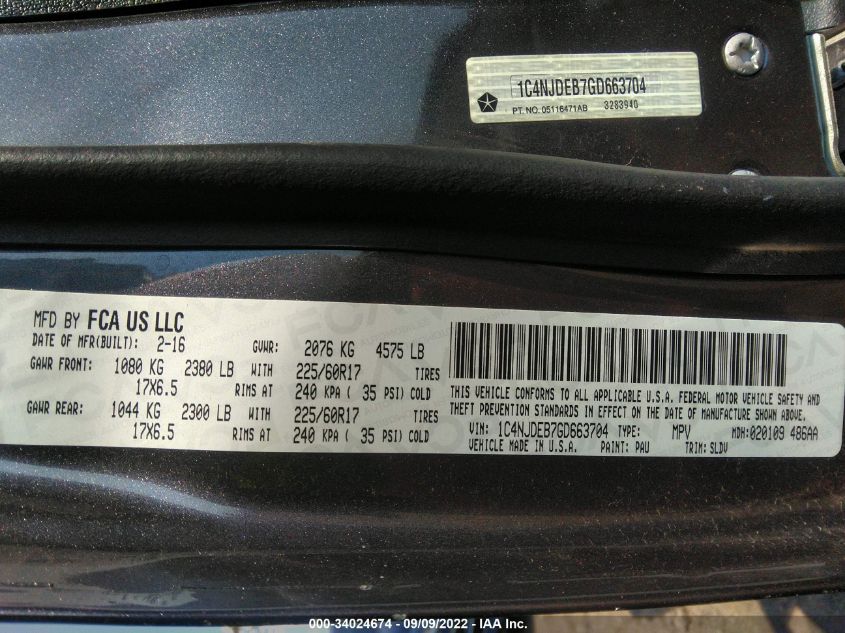 1C4NJDEB7GD663704
PT. NO. 05116471AB 3283940
MFD BY FCA US LLC
DATE OF MFR(BUILT): 2-16 GVWR: 2076 KG 4575 LB
GAWR FRONT: 1080 KG 2380 LB WITH 225/60R17 TIRES
17X6.5 RIMS AT 240 KPA ( 35 PSI) COLD
GAWR REAR: 1044 KG 2300 LB WITH 225/60R17 TIRES
17X6.5 RIMS AT 240 KPA ( 35 PSI) COLD
THIS VEHICLE CONFORMS TO ALL APPLICABLE U.S.A. FEDERAL MOTOR VEHICLE SAFETY AND
THEFT PREVENTION STANDARDS IN EFFECT ON THE DATE OF MANUFACTURE SHOWN ABOVE.
VIN: 1C4NJDEB7GD663704 TYPE: MPV MDH:020109 486AA
VEHICLE MADE IN U.S.A. PAINT: PAU TRIM: SLDV
000-34024674 - 09/09/2022 - IAA Inc.